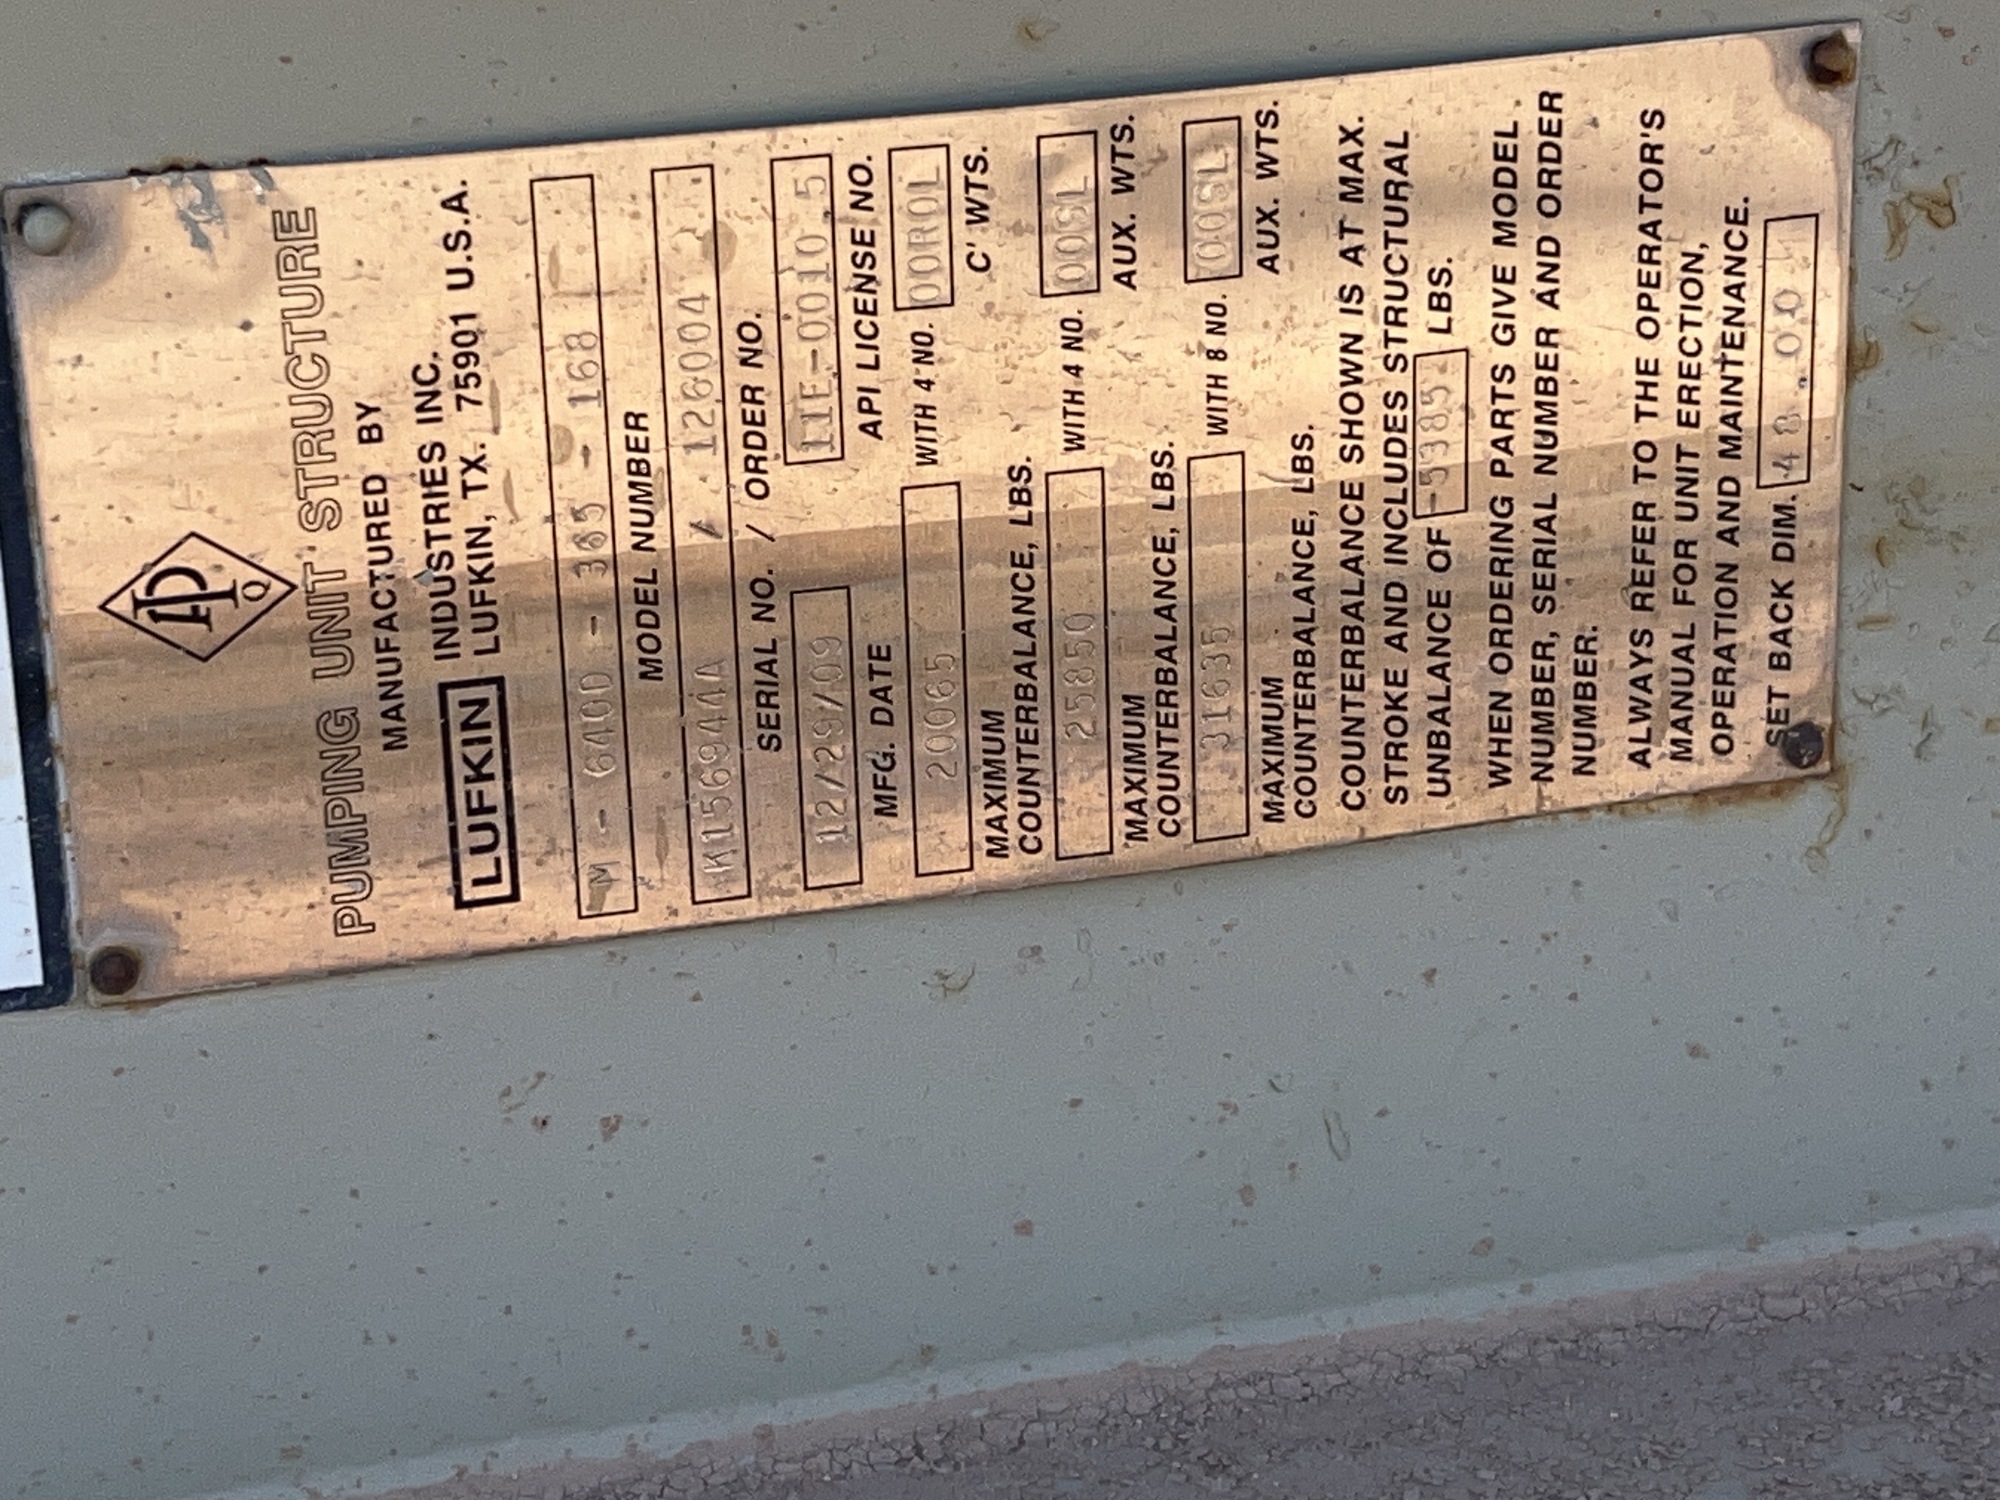 API
Q
PUMPING UNIT STRUCTURE
MANUFACTURED BY
LUFKIN INDUSTRIES INC.
LUFKIN, TX. 75901 U.S.A.
M - 640D - 365 - 168
MODEL NUMBER
K156944A / 126004
SERIAL NO. / ORDER NO.
12/29/09 11E-0010.5
MFG. DATE API LICENSE NO.
20065 WITH 4 NO. OOROL
MAXIMUM C' WTS.
COUNTERBALANCE, LBS.
25850 WITH 4 NO. OOSL
MAXIMUM AUX. WTS.
COUNTERBALANCE, LBS.
31635 WITH 8 NO. OOSL
MAXIMUM AUX. WTS.
COUNTERBALANCE, LBS.
COUNTERBALANCE SHOWN IS AT MAX.
STROKE AND INCLUDES STRUCTURAL
UNBALANCE OF LBS.
WHEN ORDERING PARTS GIVE MODEL
NUMBER, SERIAL NUMBER AND ORDER
NUMBER.
ALWAYS REFER TO THE OPERATOR'S
MANUAL FOR UNIT ERECTION,
OPERATION AND MAINTENANCE.
SET BACK DIM. 48.00